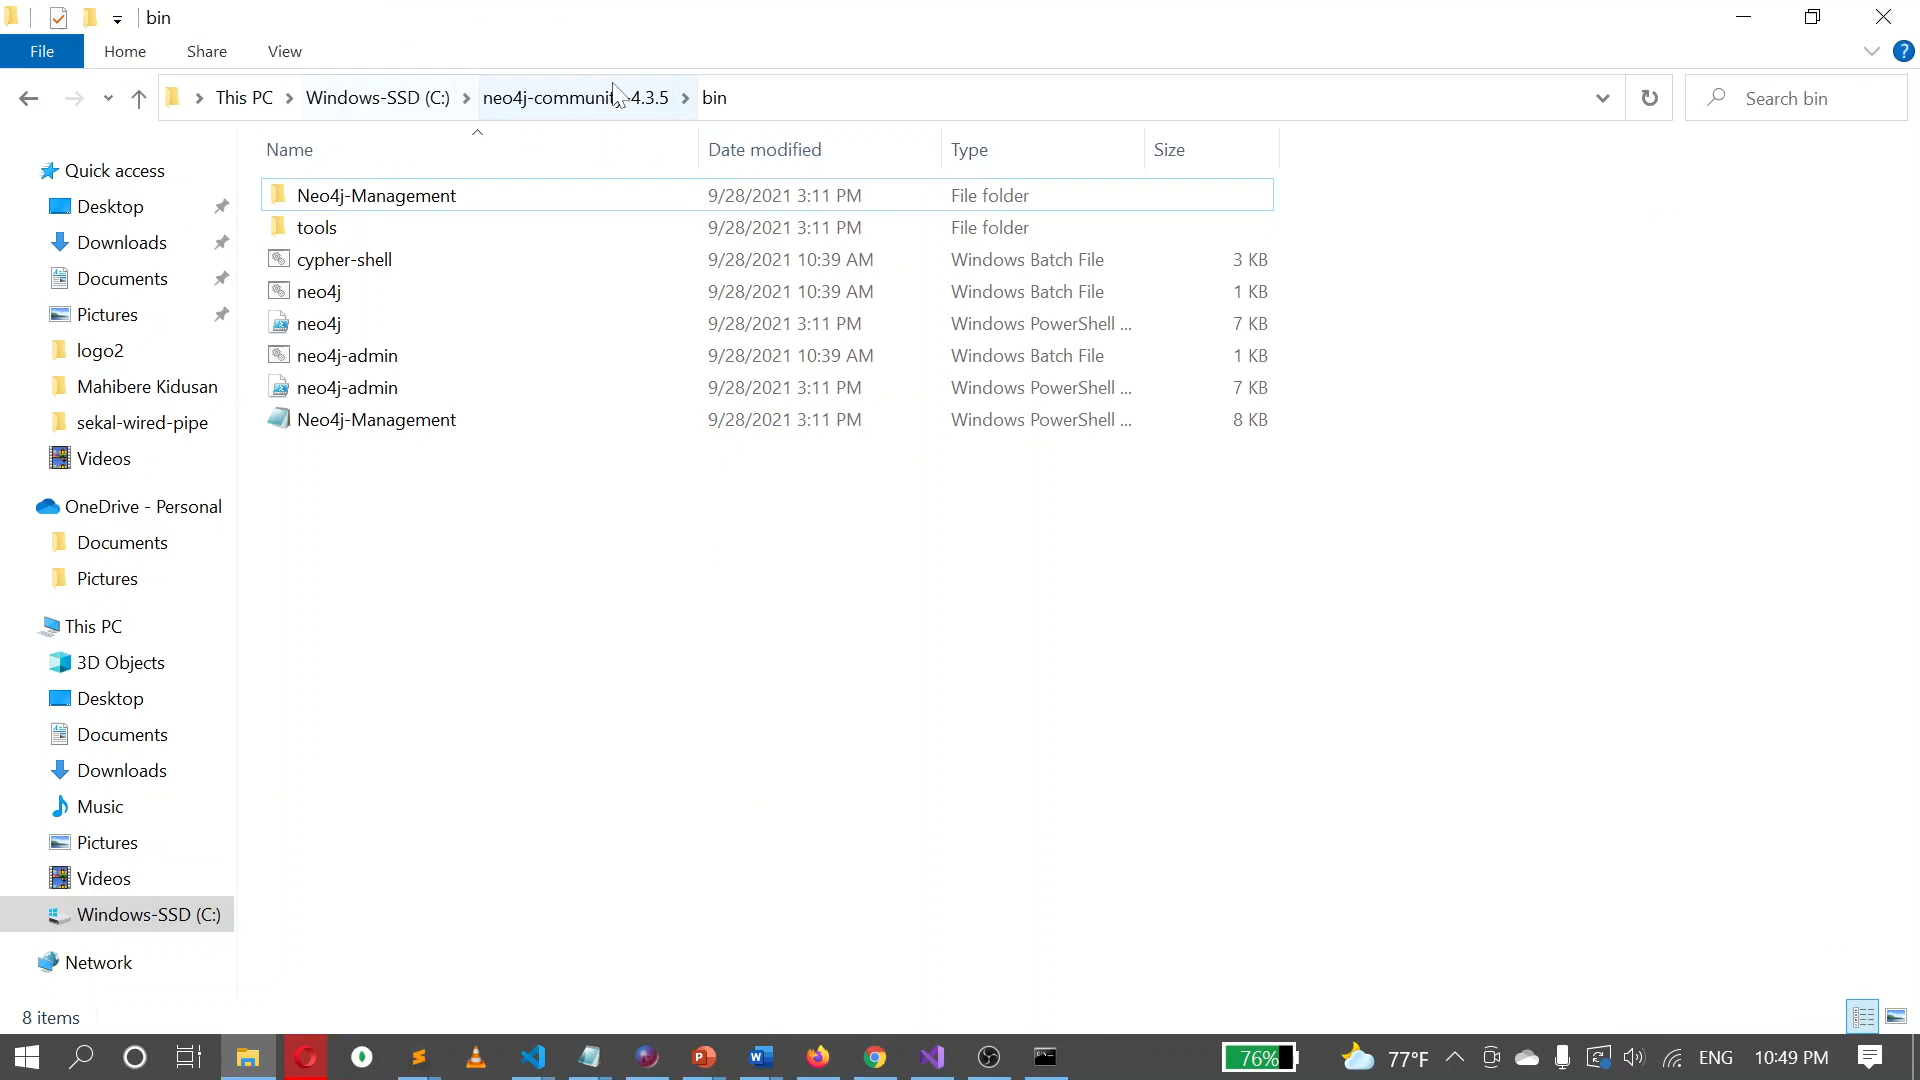 bin
File Home Share View
This PC Windows-SSD (C:) neo4j-community-4.3.5 bin
Search bin
Name Date modified Type Size
Quick access
Desktop
Downloads
Documents
Pictures
logo2
Mahibere Kidusan
sekal-wired-pipe
Videos
OneDrive - Personal
Documents
Pictures
This PC
3D Objects
Desktop
Documents
Downloads
Music
Pictures
Videos
Windows-SSD (C:)
Network
Neo4j-Management 9/28/2021 3:11 PM File folder
tools 9/28/2021 3:11 PM File folder
cypher-shell 9/28/2021 10:39 AM Windows Batch File 3 KB
neo4j 9/28/2021 10:39 AM Windows Batch File 1 KB
neo4j 9/28/2021 3:11 PM Windows PowerShell ... 7 KB
neo4j-admin 9/28/2021 10:39 AM Windows Batch File 1 KB
neo4j-admin 9/28/2021 3:11 PM Windows PowerShell ... 7 KB
Neo4j-Management 9/28/2021 3:11 PM Windows PowerShell ... 8 KB
8 items
76% 77°F ENG 10:49 PM